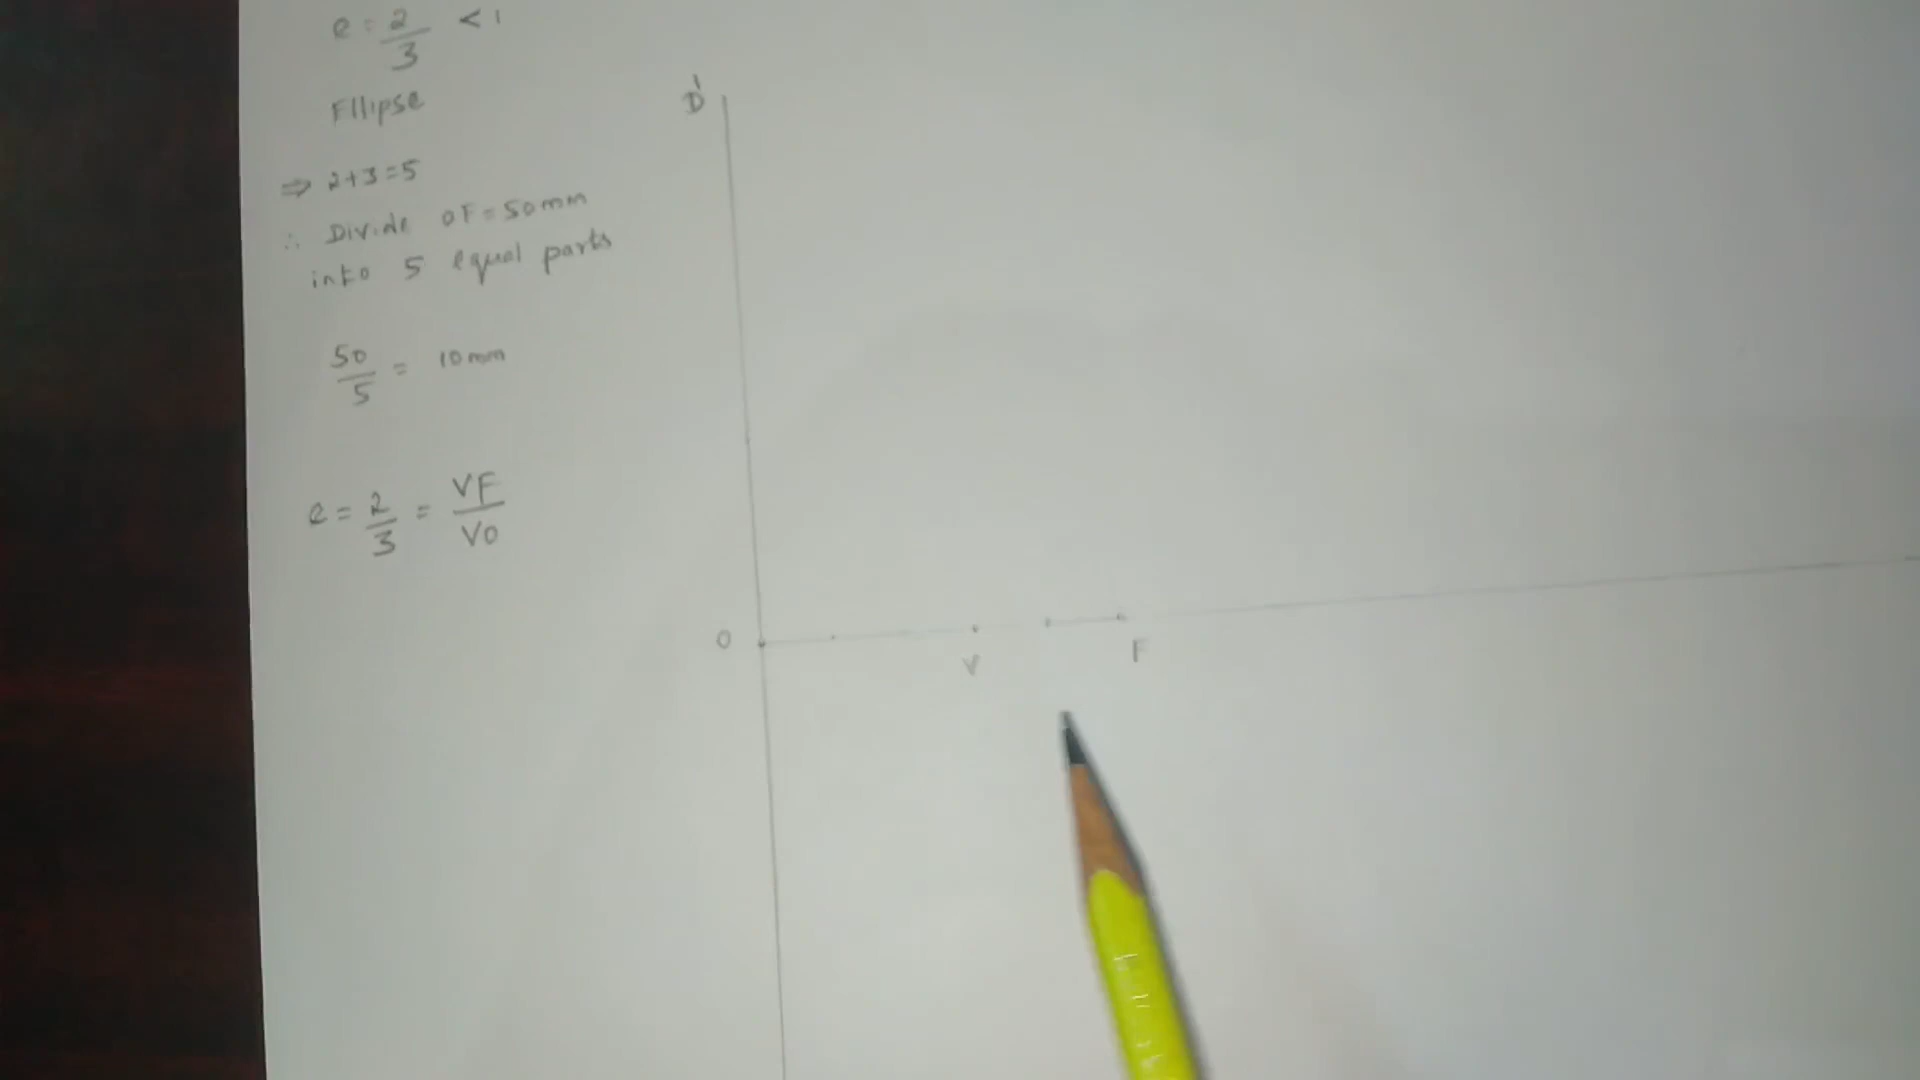 e = 2/3 < 1
Ellipse
⇒ 2+3=5
∴ Divide OF = 50mm
into 5 equal parts
50/5 = 10mm
e = 2/3 = VF/VO
D'
O
V
F